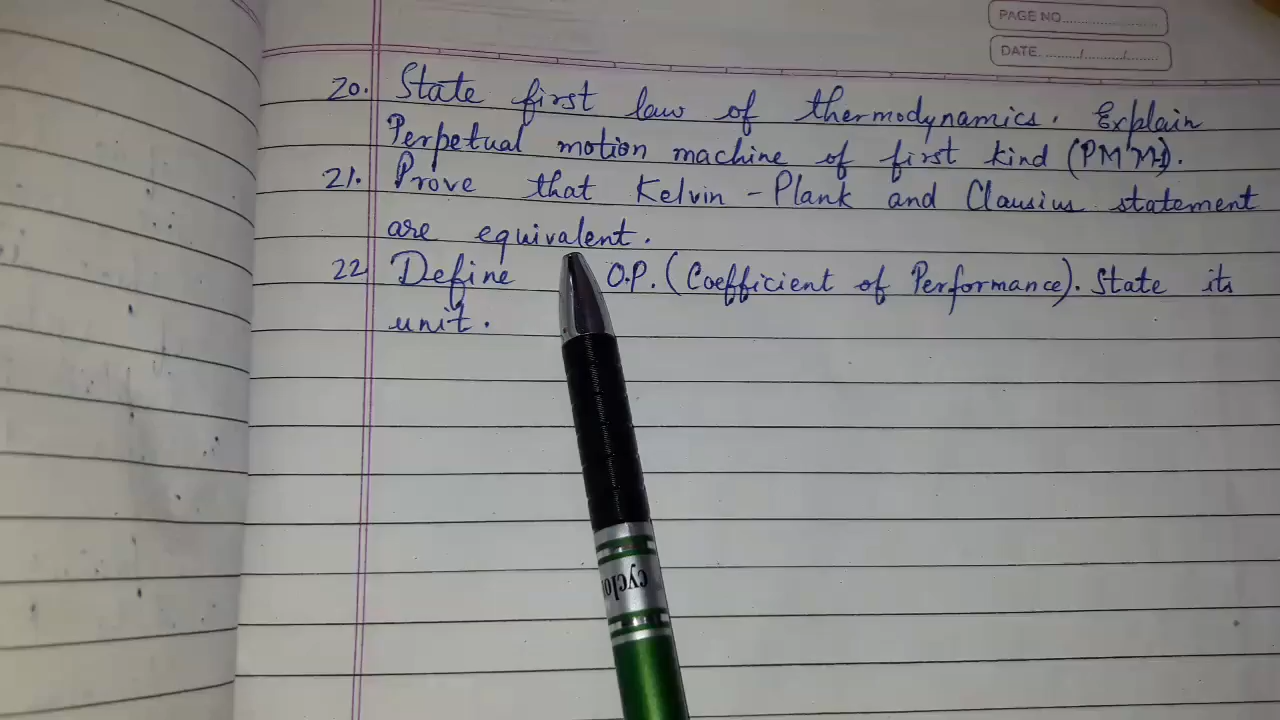 PAGE NO.
DATE. / /
20. State first law of thermodynamics. Explain
Perpetual motion machine of first kind (PMM1).
21. Prove that Kelvin - Plank and Clausius statement
are equivalent.
22 Define O.P. (Coefficient of Performance). State its
unit.
cyclo